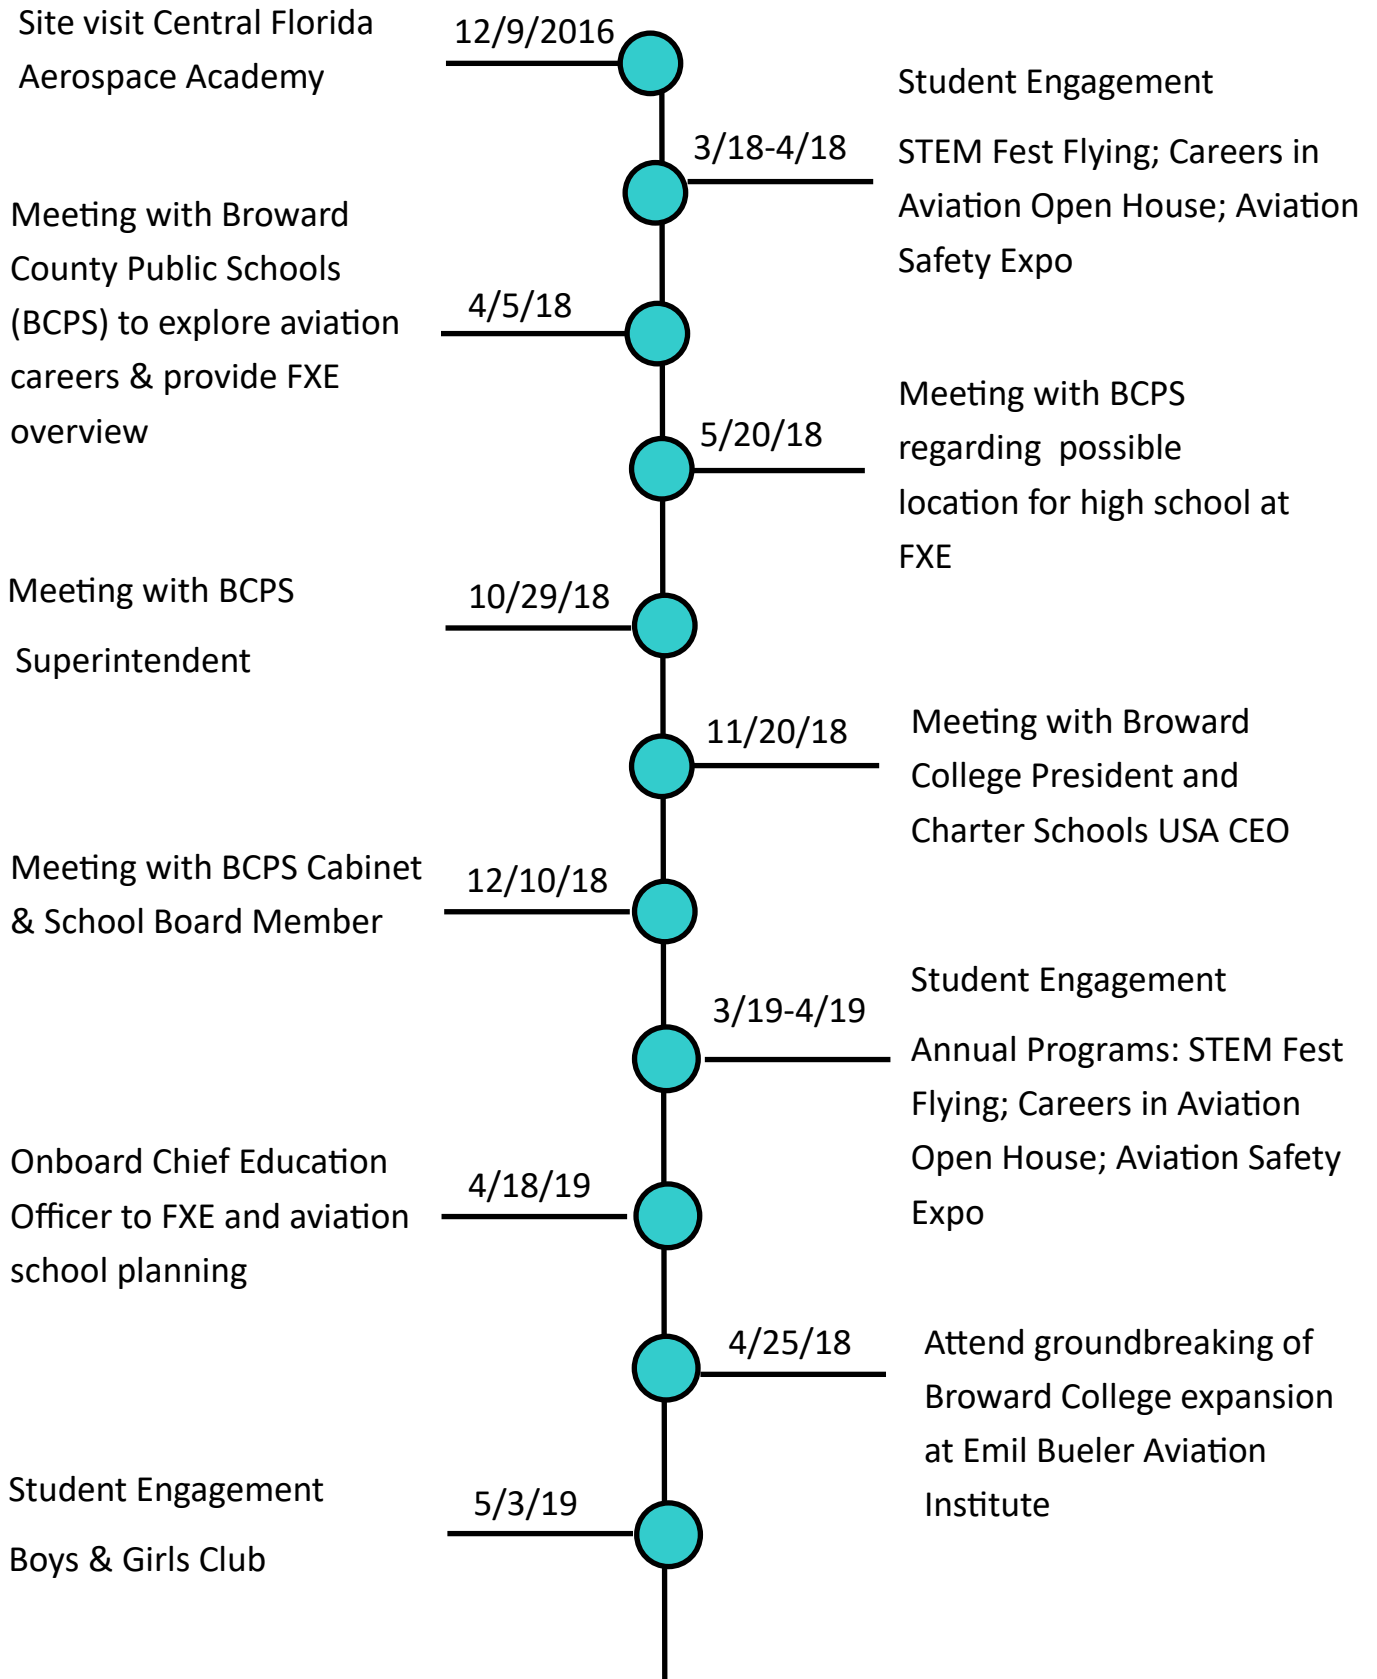 Site visit Central Florida
Aerospace Academy
12/9/2016
Student Engagement
STEM Fest Flying; Careers in
Aviation Open House; Aviation
Safety Expo
3/18-4/18
Meeting with Broward
County Public Schools
(BCPS) to explore aviation
careers & provide FXE
overview
4/5/18
5/20/18
Meeting with BCPS
regarding possible
location for high school at
FXE
Meeting with BCPS
Superintendent
10/29/18
11/20/18
Meeting with Broward
College President and
Charter Schools USA CEO
Meeting with BCPS Cabinet
& School Board Member
12/10/18
3/19-4/19
Student Engagement
Annual Programs: STEM Fest
Flying; Careers in Aviation
Open House; Aviation Safety
Expo
Onboard Chief Education
Officer to FXE and aviation
school planning
4/18/19
4/25/18
Attend groundbreaking of
Broward College expansion
at Emil Bueler Aviation
Institute
Student Engagement
Boys & Girls Club
5/3/19